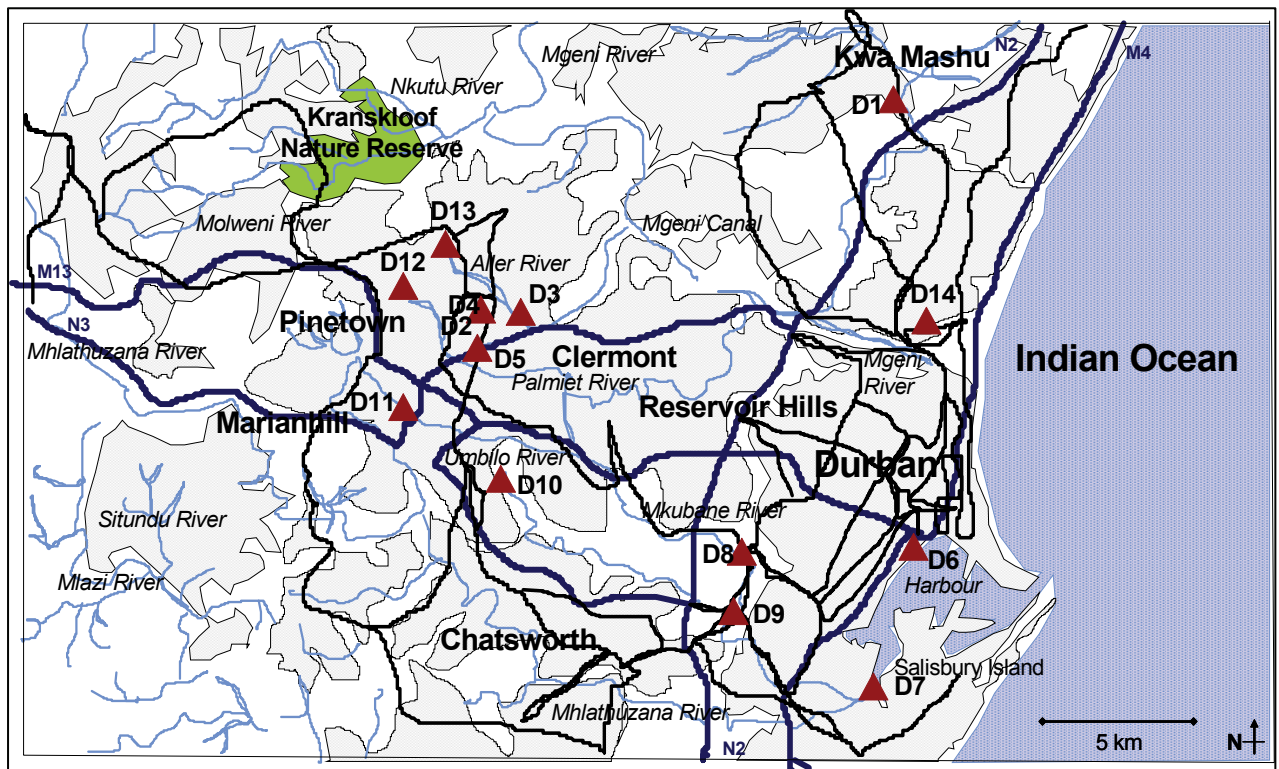 N2
M4
Mgeni River
Kwa Mashu
Nkutu River
D1
Kranskloof
Nature Reserve
D13
Molweni River
Mgeni Canal
M13
D12
Aller River
D14
D4
D3
N3
Pinetown
D2
Mhlathuzana River
D5
Clermont
Mgeni
River
Indian Ocean
Palmiet River
D11
Marianhill
Reservoir Hills
Umbilo River
Durban
D10
Situndu River
Mkubane River
D8
D6
Mlazi River
Harbour
D9
Chatsworth
Salisbury Island
D7
Mhlathuzana River
5 km
N
N2